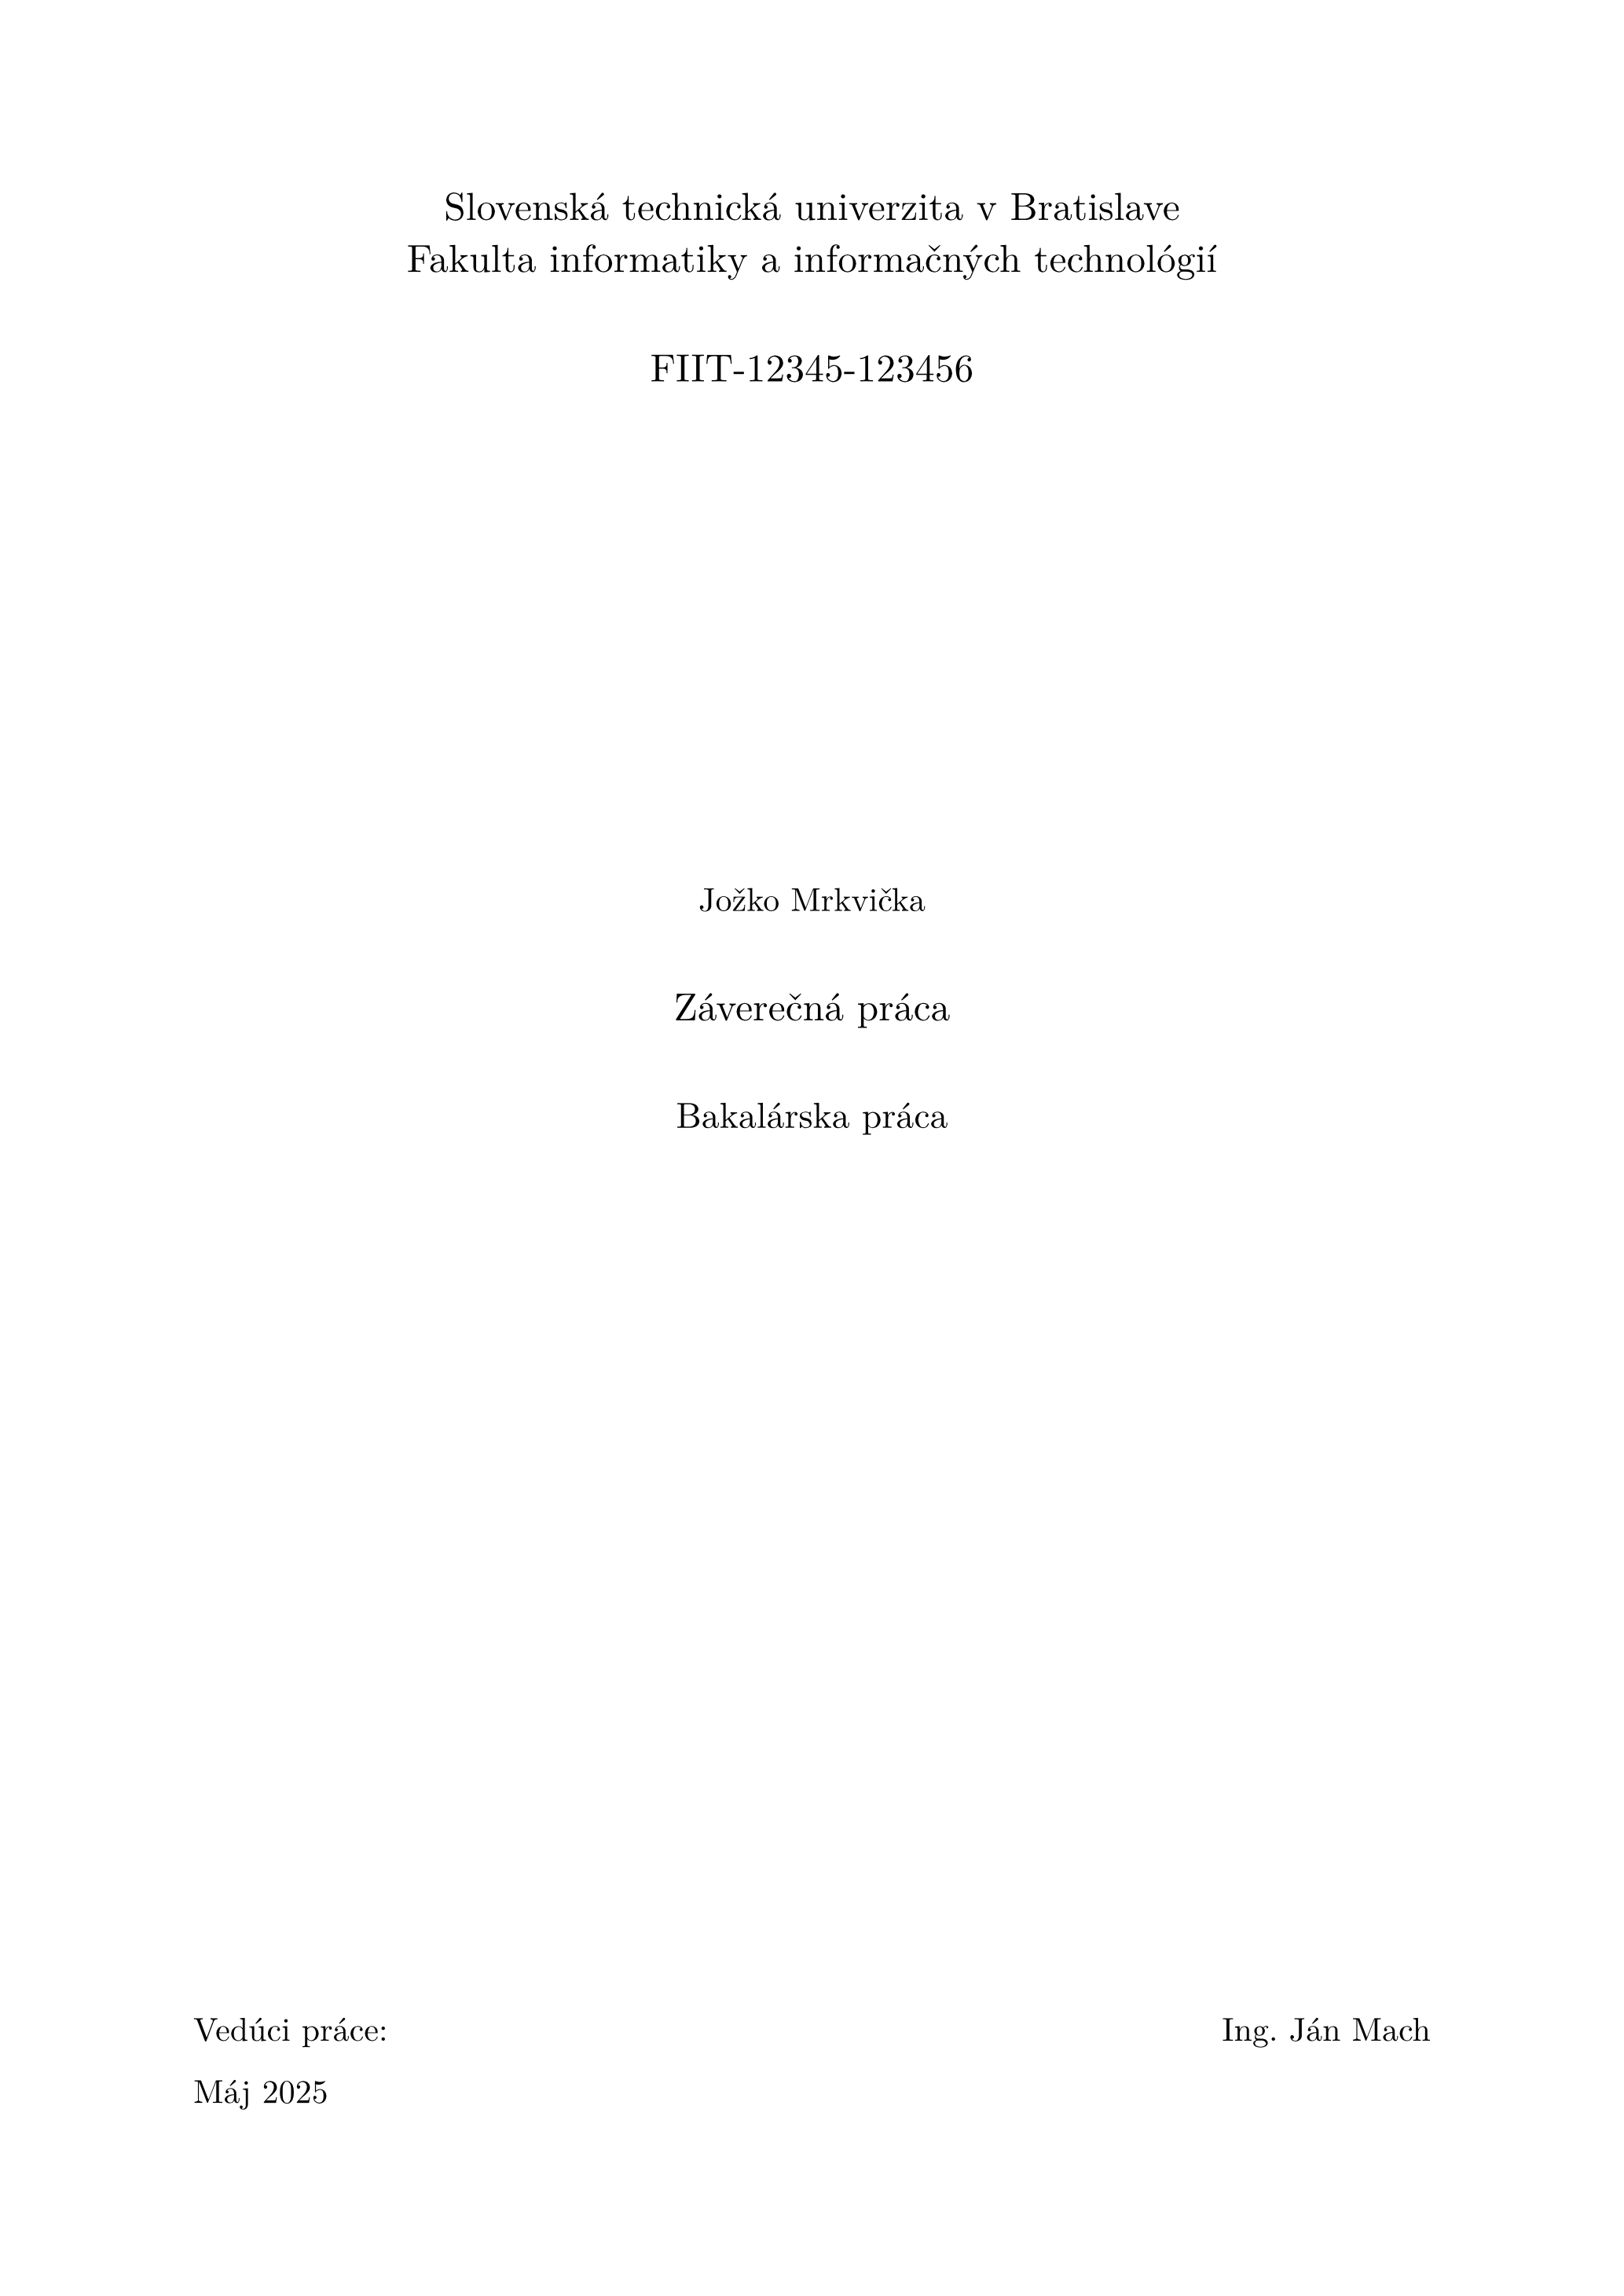 Slovenská technická univerzita v Bratislave
Fakulta informatiky a informačných technológií
FIIT-12345-123456
Jožko Mrkvička
Záverečná práca
Bakalárska práca
Vedúci práce: Ing. Ján Mach
Máj 2025